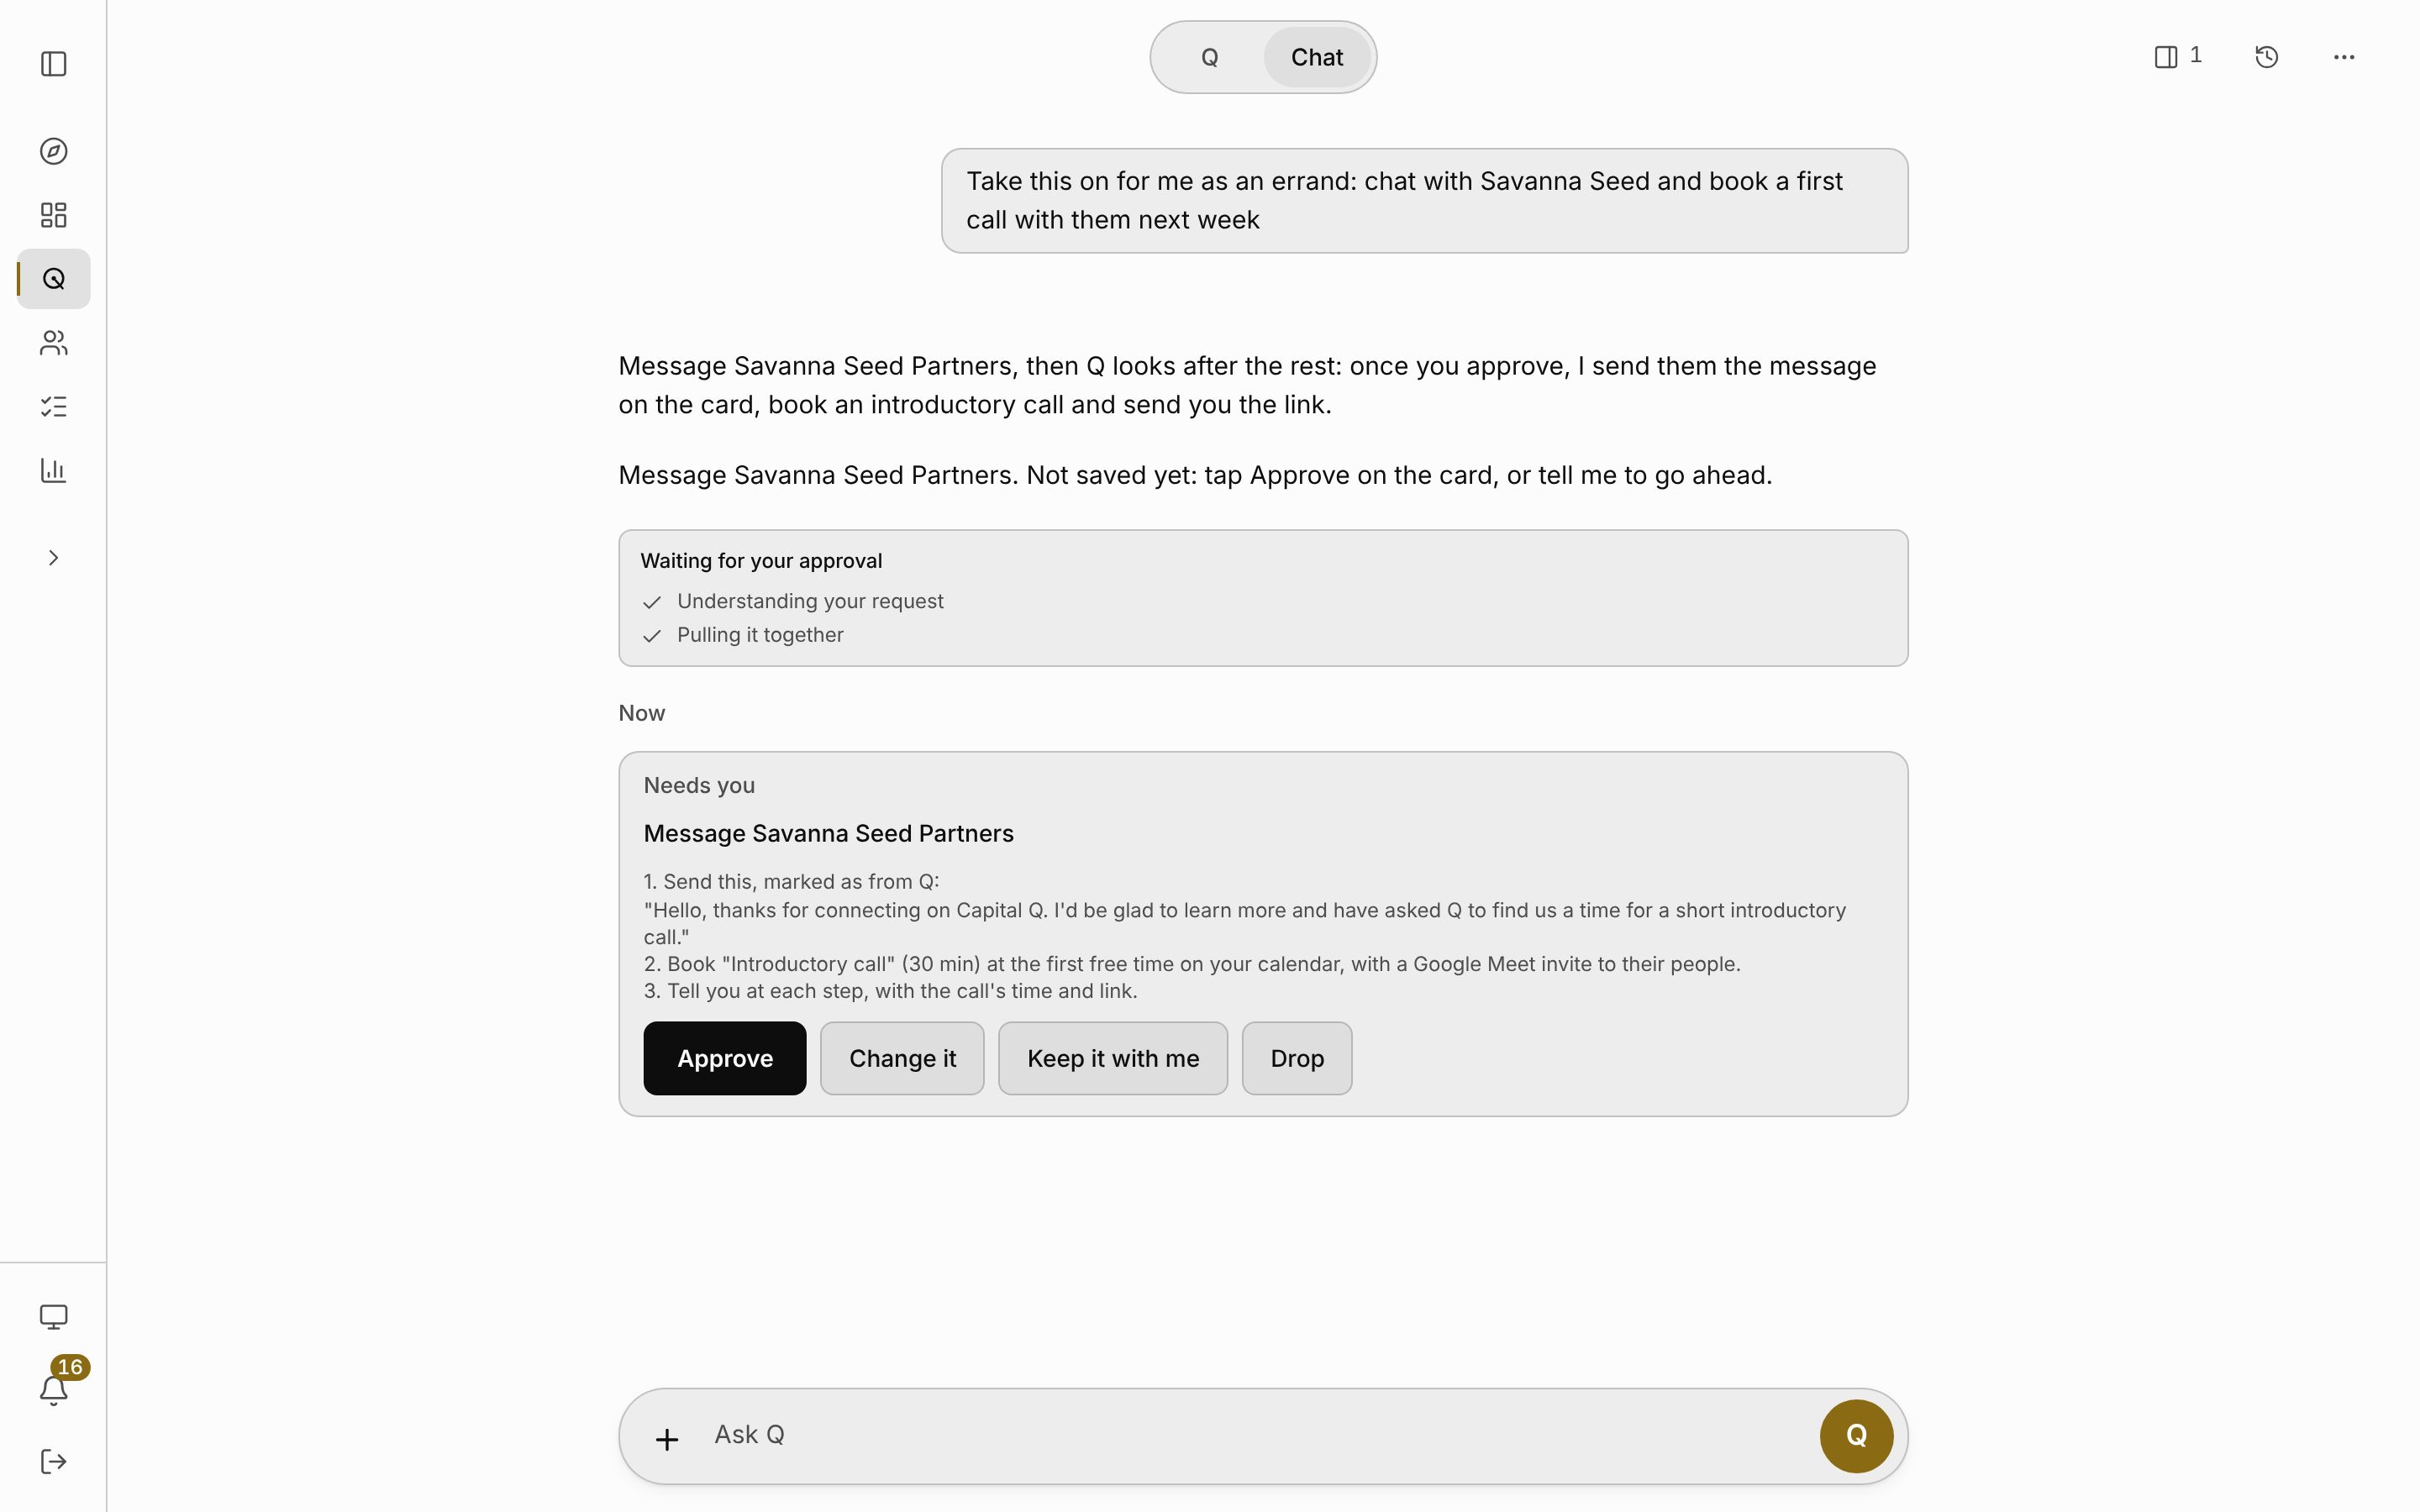 Q
Chat
1
Take this on for me as an errand: chat with Savanna Seed and book a first
call with them next week
Message Savanna Seed Partners, then Q looks after the rest: once you approve, I send them the message
on the card, book an introductory call and send you the link.
Message Savanna Seed Partners. Not saved yet: tap Approve on the card, or tell me to go ahead.
Waiting for your approval
Understanding your request
Pulling it together
Now
Needs you
Message Savanna Seed Partners
1. Send this, marked as from Q:
"Hello, thanks for connecting on Capital Q. I'd be glad to learn more and have asked Q to find us a time for a short introductory
call."
2. Book "Introductory call" (30 min) at the first free time on your calendar, with a Google Meet invite to their people.
3. Tell you at each step, with the call's time and link.
Approve
Change it
Keep it with me
Drop
16
Ask Q
Q